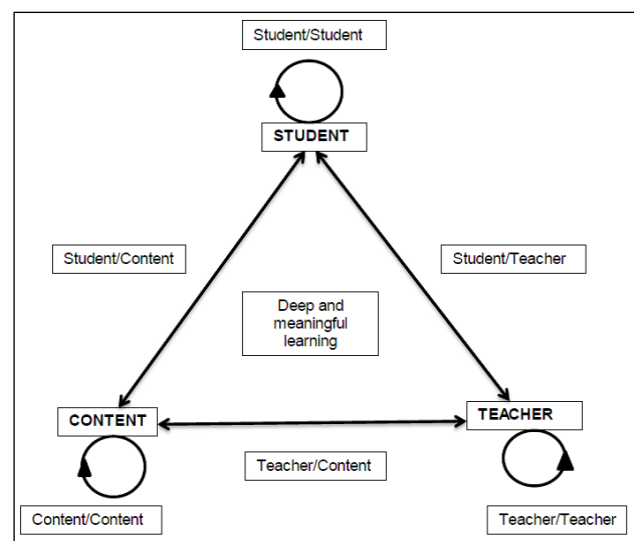 Student/Student
STUDENT
Student/Content
Student/Teacher
Deep and
meaningful
learning
CONTENT
TEACHER
Teacher/Content
Content/Content
Teacher/Teacher